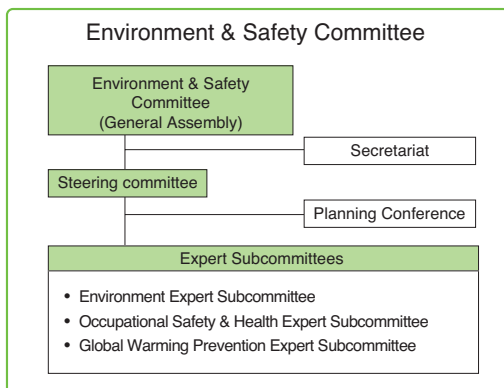 Environment & Safety Committee
Environment & Safety
Committee
(General Assembly)
Secretariat
Steering committee
Planning Conference
Expert Subcommittees
• Environment Expert Subcommittee
• Occupational Safety & Health Expert Subcommittee
• Global Warming Prevention Expert Subcommittee